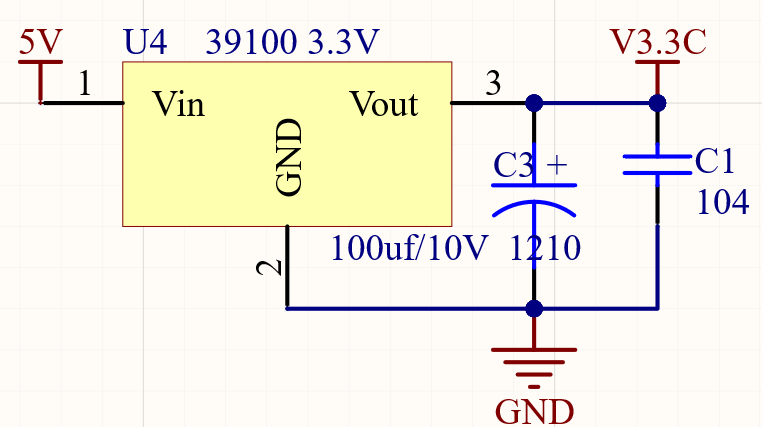 5V
U4
39100 3.3V
V3.3C
1
Vin
Vout
3
GND
C3 +
C1
104
2
100uf/10V 1210
GND